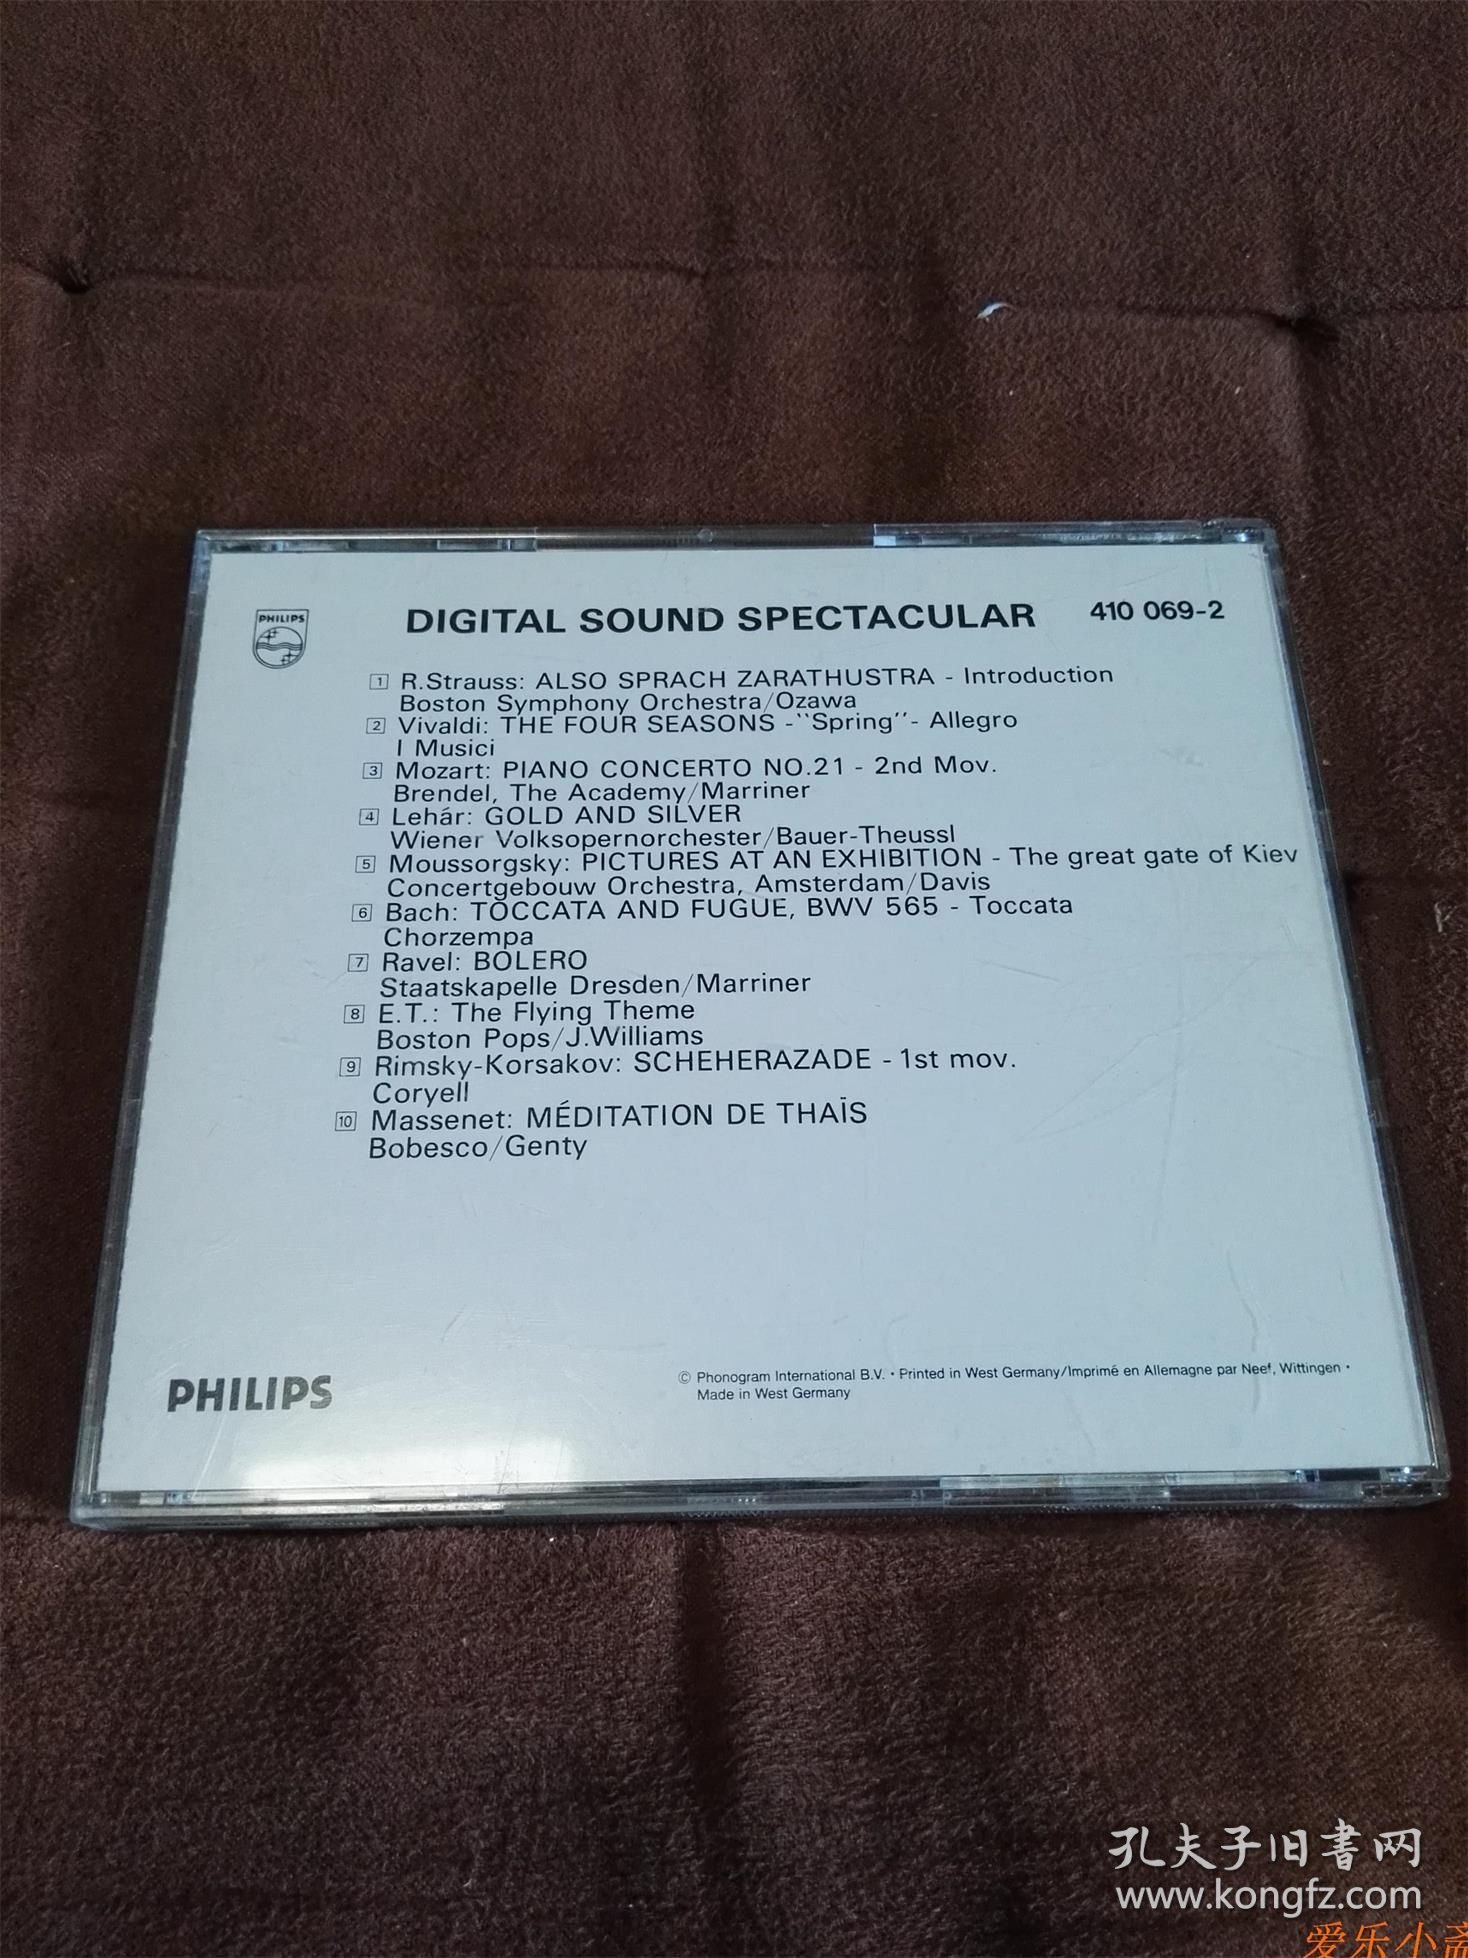 PHILIPS
DIGITAL SOUND SPECTACULAR 410 069-2
1 R.Strauss: ALSO SPRACH ZARATHUSTRA - Introduction
Boston Symphony Orchestra/Ozawa
2 Vivaldi: THE FOUR SEASONS -"Spring"- Allegro
I Musici
3 Mozart: PIANO CONCERTO NO.21 - 2nd Mov.
Brendel, The Academy/Marriner
4 Lehár: GOLD AND SILVER
Wiener Volksopernorchester/Bauer-Theussl
5 Moussorgsky: PICTURES AT AN EXHIBITION - The great gate of Kiev
Concertgebouw Orchestra, Amsterdam/Davis
6 Bach: TOCCATA AND FUGUE, BWV 565 - Toccata
Chorzempa
7 Ravel: BOLERO
Staatskapelle Dresden/Marriner
8 E.T.: The Flying Theme
Boston Pops/J.Williams
9 Rimsky-Korsakov: SCHEHERAZADE - 1st mov.
Coryell
10 Massenet: MÉDITATION DE THAÏS
Bobesco/Genty
PHILIPS
© Phonogram International B.V. · Printed in West Germany/Imprimé en Allemagne par Neef, Wittingen ·
Made in West Germany
孔夫子旧书网
www.kongfz.com
爱乐小斋